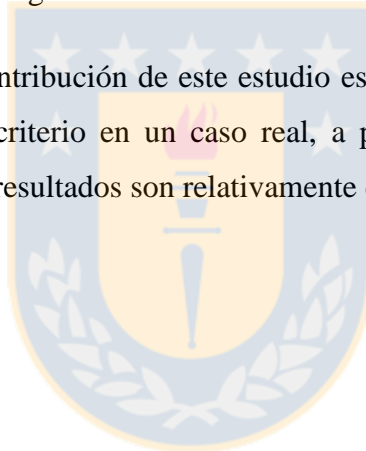 ntribución de este estudio es
criterio en un caso real, a p
resultados son relativamente